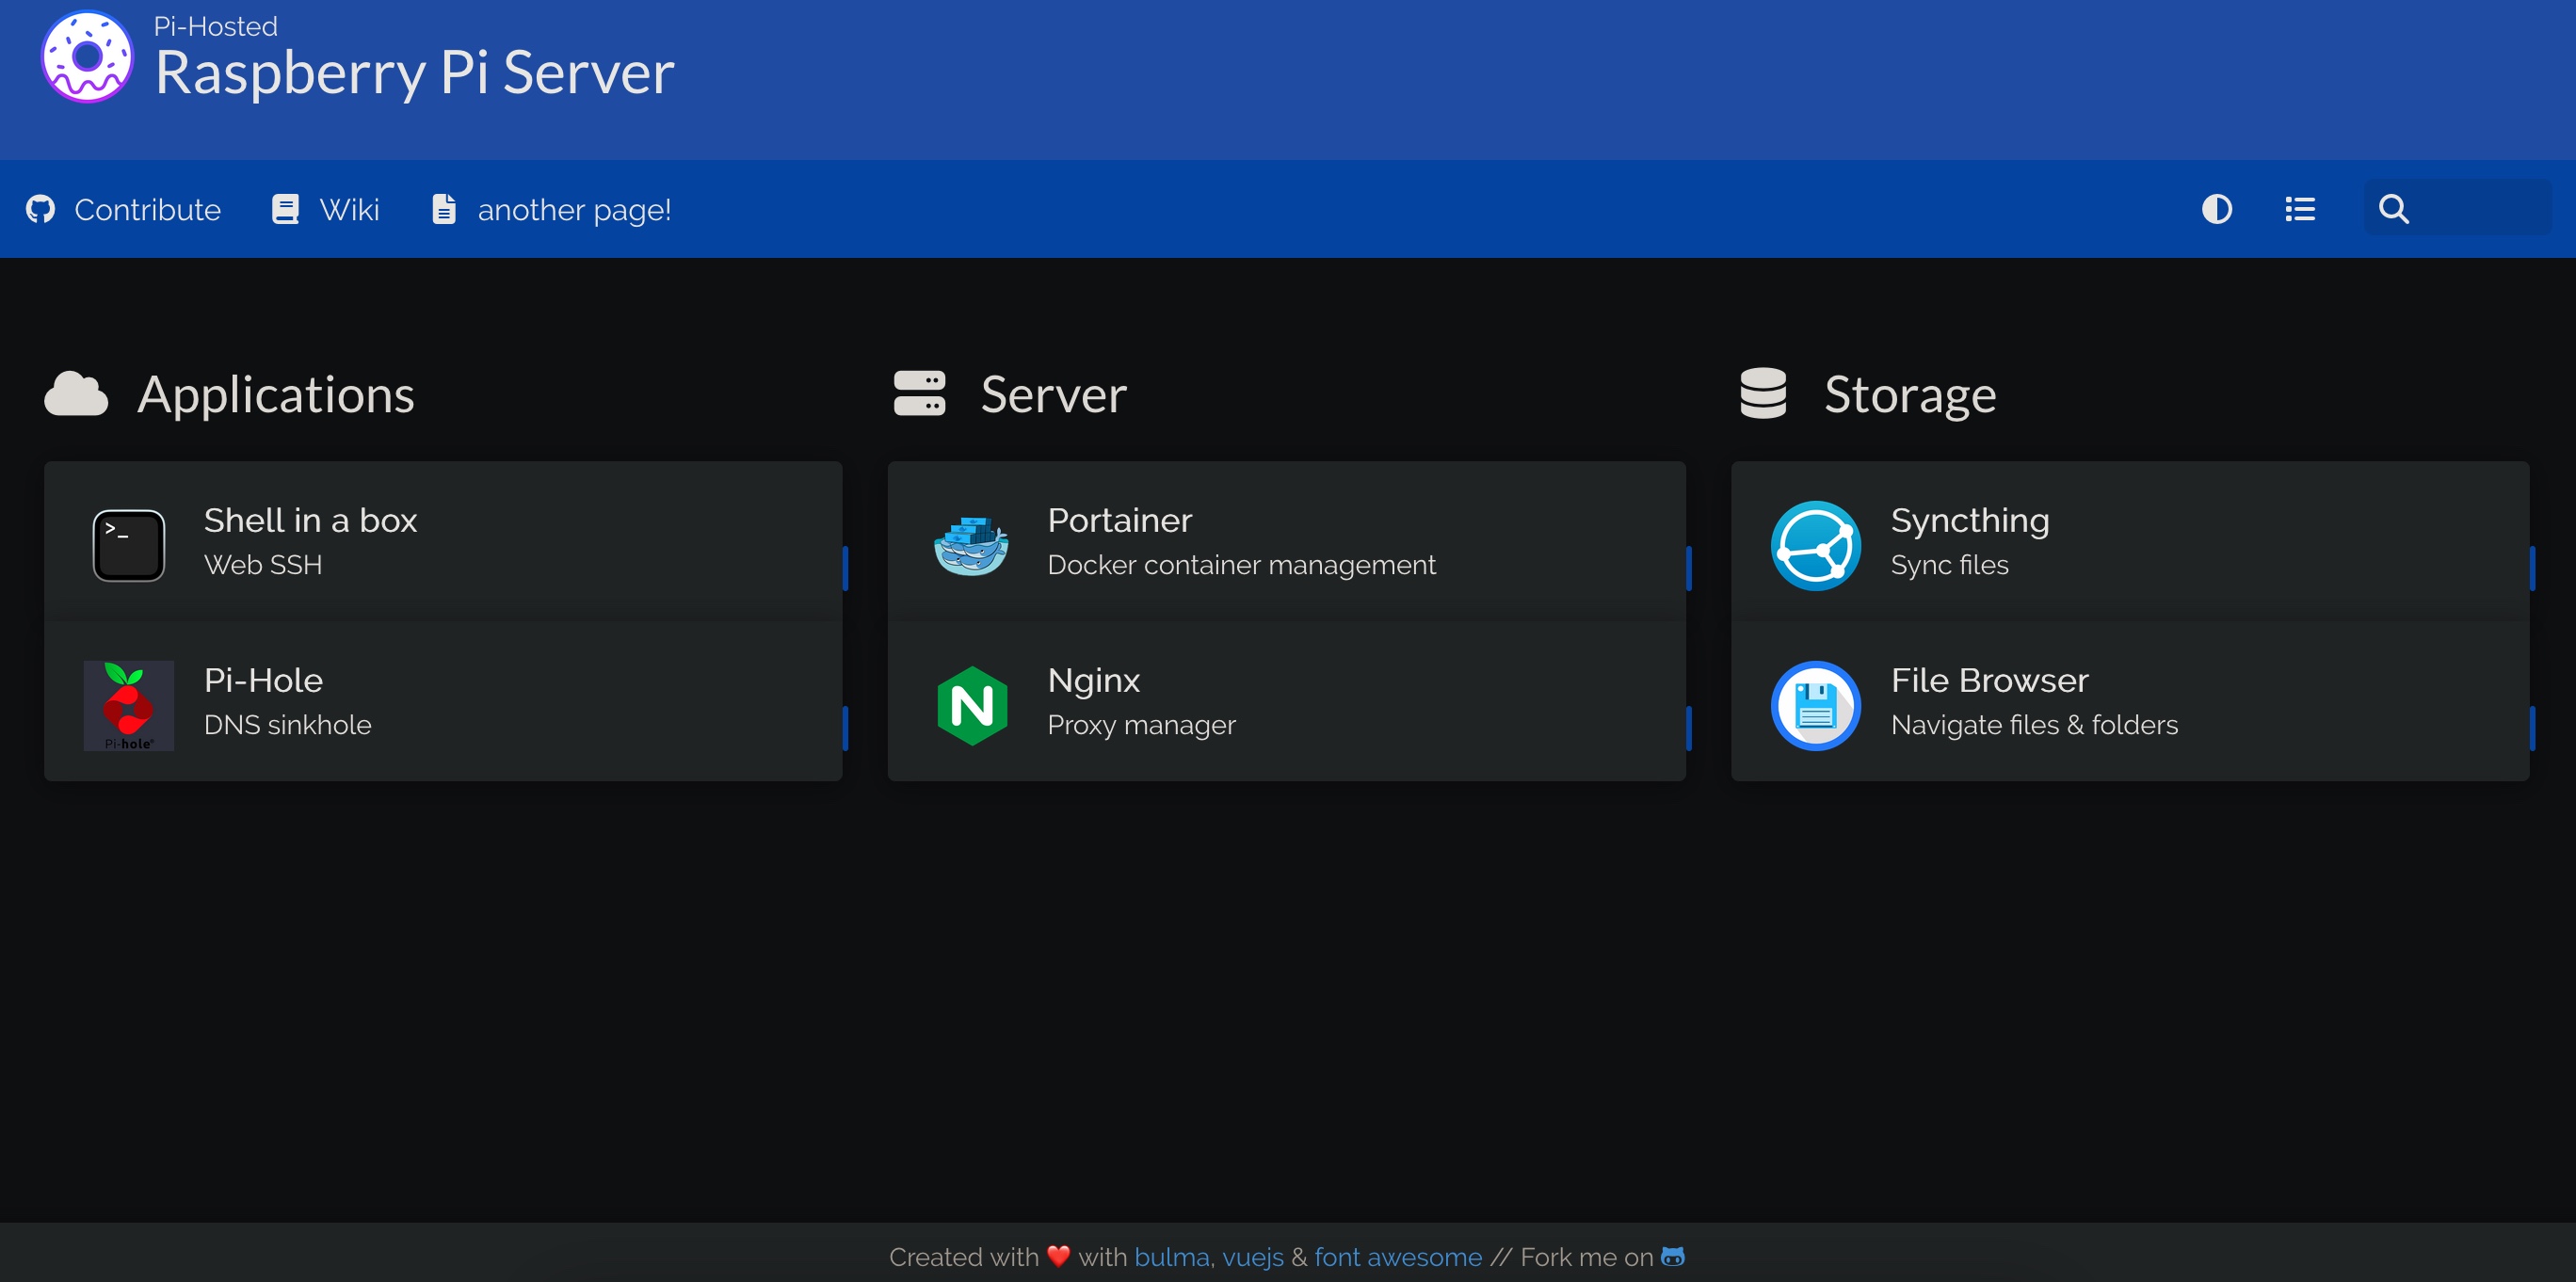 Pi-Hosted
Raspberry Pi Server
Contribute
Wiki
another page!
Applications
Shell in a box
Web SSH
Pi-Hole
DNS sinkhole
Pi-hole®
Server
Portainer
Docker container management
Nginx
Proxy manager
Storage
Syncthing
Sync files
File Browser
Navigate files & folders
Created with ❤️ with bulma, vuejs & font awesome // Fork me on